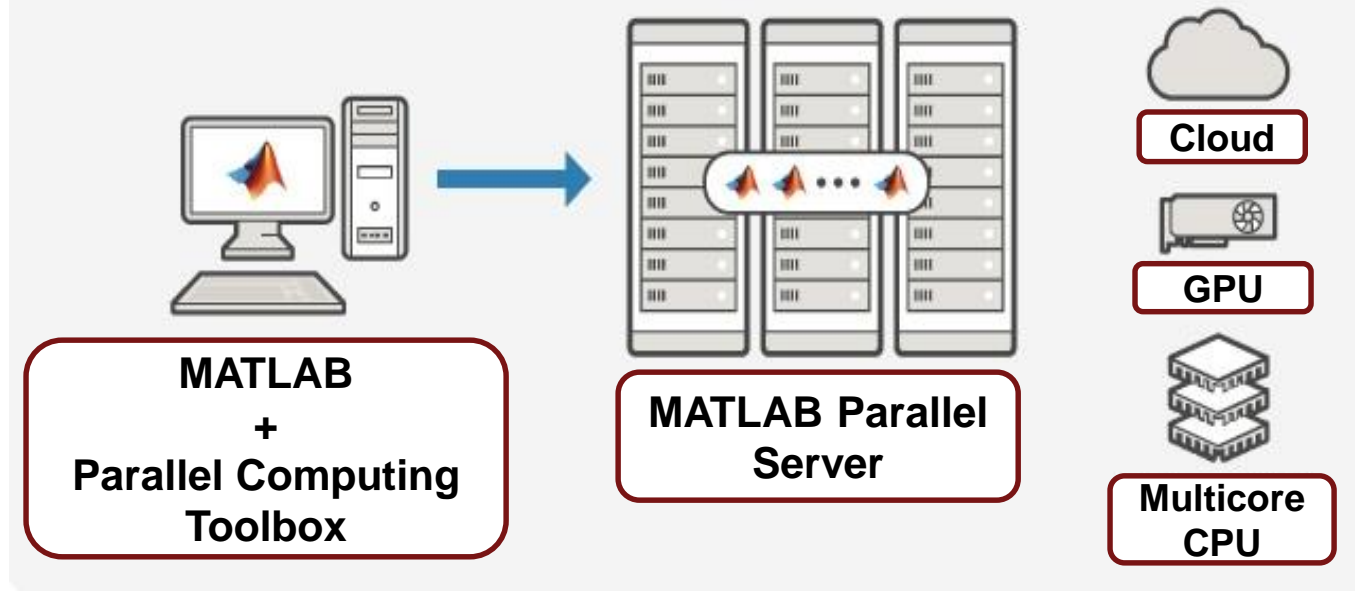 MATLAB
+
Parallel Computing
Toolbox
MATLAB Parallel
Server
Cloud
GPU
Multicore
CPU